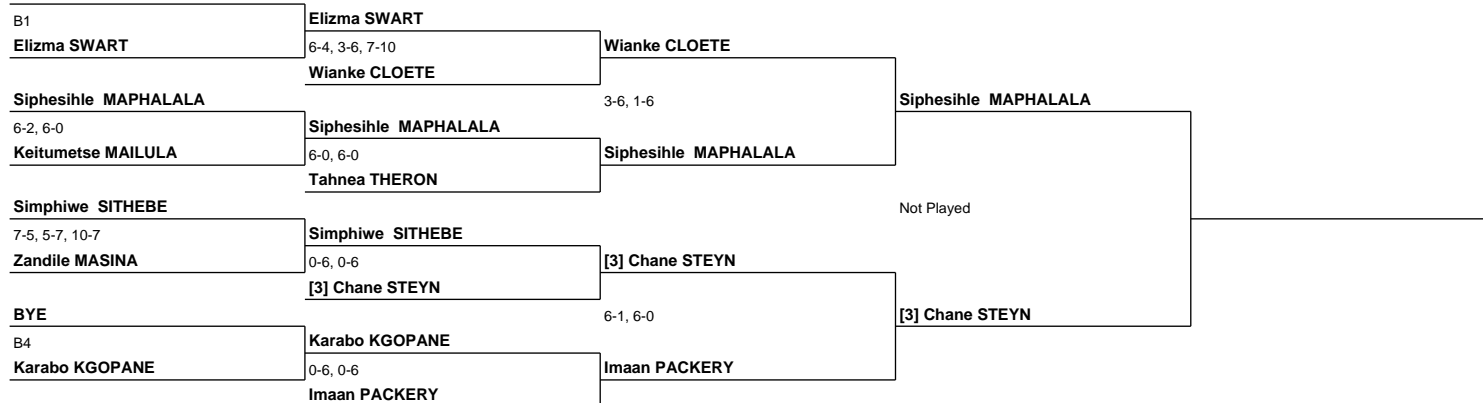 B1
Elizma SWART
Elizma SWART
6-4, 3-6, 7-10
Wianke CLOETE
Wianke CLOETE
Siphesihle  MAPHALALA
6-2, 6-0
Keitumetse MAILULA
Siphesihle  MAPHALALA
6-0, 6-0
Tahnea THERON
3-6, 1-6
Siphesihle  MAPHALALA
Siphesihle  MAPHALALA
Simphiwe  SITHEBE
7-5, 5-7, 10-7
Zandile MASINA
Simphiwe  SITHEBE
0-6, 0-6
[3] Chane STEYN
[3] Chane STEYN
Not Played
BYE
B4
Karabo KGOPANE
Karabo KGOPANE
0-6, 0-6
Imaan PACKERY
6-1, 6-0
Imaan PACKERY
[3] Chane STEYN